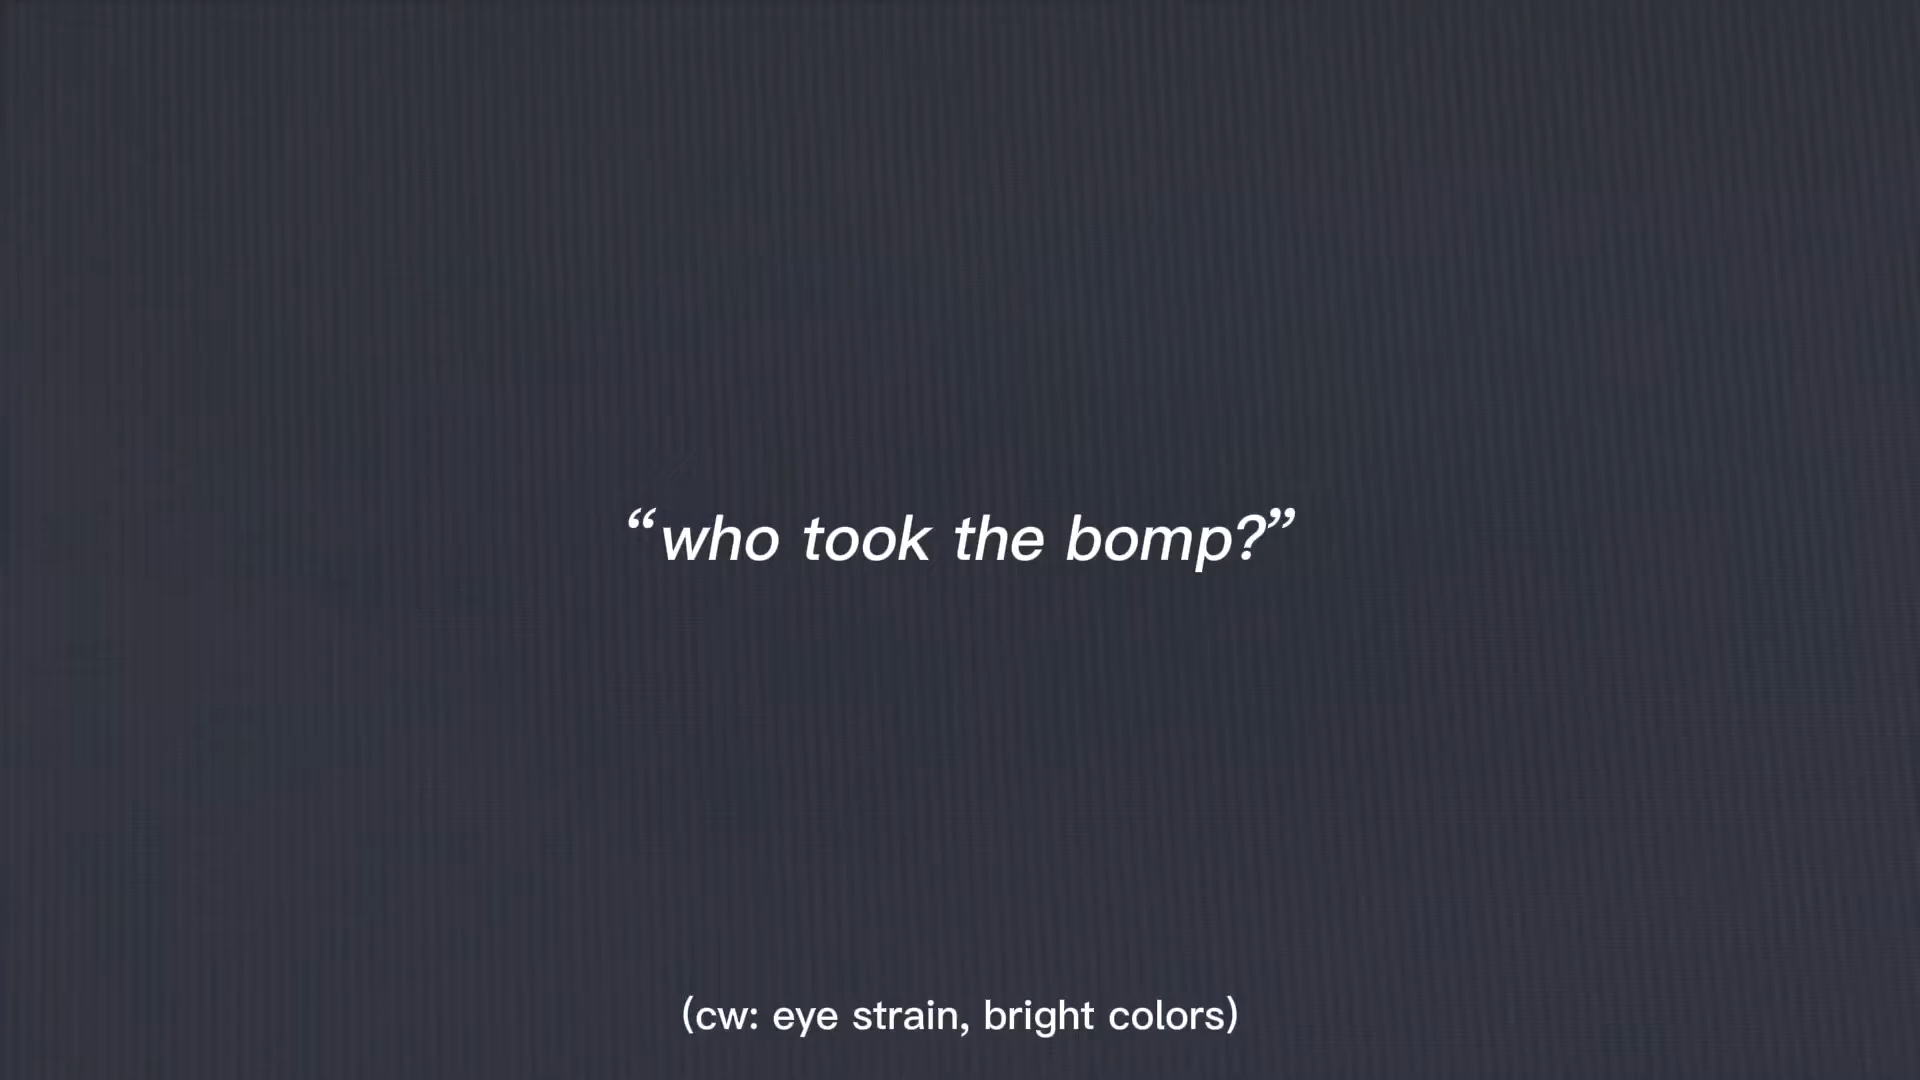 “who took the bomp?”
(cw: eye strain, bright colors)